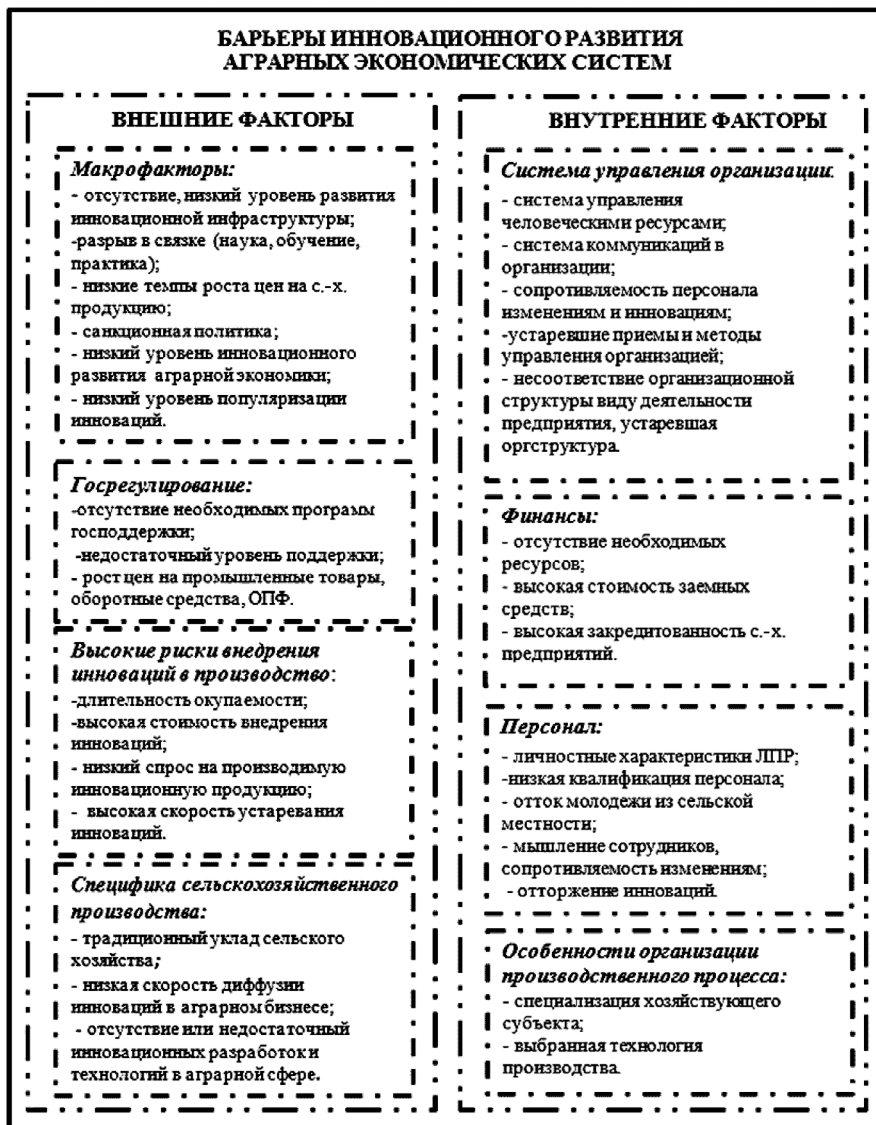 БАРЬЕРЫ ИННОВАЦИОННОГО РАЗВИТИЯ
АГРАРНЫХ ЭКОНОМИЧЕСКИХ СИСТЕМ
ВНЕШНИЕ ФАКТОРЫ
Макрофакторы:
- отсутствие, низкий уровень развития
инновационной инфраструктуры;
-разрыв в связке (наука, обучение,
практика);
- низкие темпы роста цен на с.-х.
продукцию;
- санкционная политика;
- низкий уровень инновационного
развития аграрной экономики;
- низкий уровень популяризации
инноваций.
Госрегулирование:
-отсутствие необходимых программ
господдержки;
-недостаточный уровень поддержки;
- рост цен на промышленные товары,
оборотные средства, ОПФ.
Высокие риски внедрения
инноваций в производство:
-длительность окупаемости;
-высокая стоимость внедрения
инноваций;
- низкий спрос на производимую
инновационную продукцию;
- высокая скорость устаревания
инноваций.
Специфика сельскохозяйственного
производства:
- традиционный уклад сельского
хозяйства;
- низкая скорость диффузии
инноваций в аграрном бизнесе;
- отсутствие или недостаточный
инновационных разработок и
технологий в аграрной сфере.
ВНУТРЕННИЕ ФАКТОРЫ
Система управления организации:
- система управления
человеческими ресурсами;
- система коммуникаций в
организации;
- сопротивляемость персонала
изменениям и инновациям;
-устаревшие приемы и методы
управления организацией;
- несоответствие организационной
структуры виду деятельности
предприятия, устаревшая
оргструктура.
Финансы:
- отсутствие необходимых
ресурсов;
- высокая стоимость заемных
средств;
- высокая закредитованность с.-х.
предприятий.
Персонал:
- личностные характеристики ЛПР;
-низкая квалификация персонала;
- отток молодежи из сельской
местности;
- мышление сотрудников,
сопротивляемость изменениям;
- отторжение инноваций.
Особенности организации
производственного процесса:
- специализация хозяйствующего
субъекта;
- выбранная технология
производства.